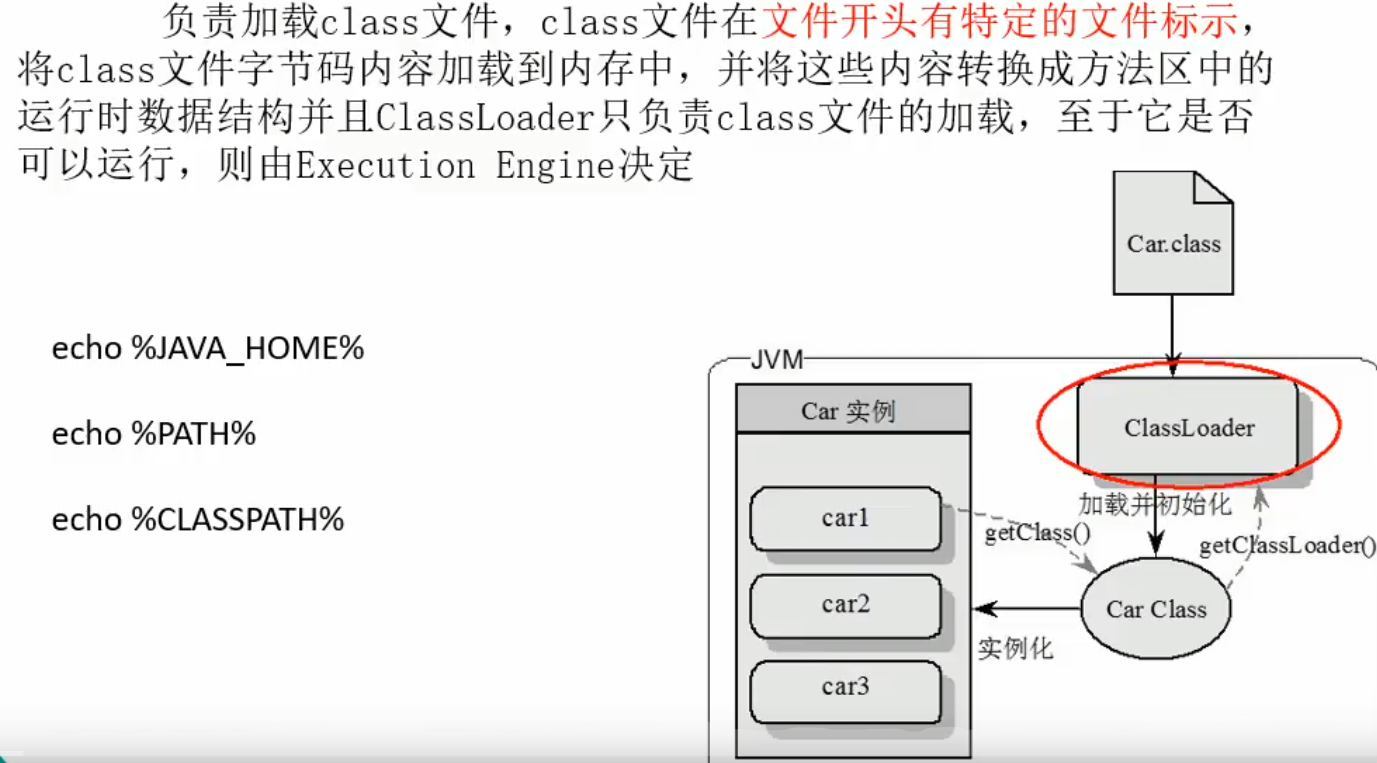 负责加载class文件，class文件在文件开头有特定的文件标示，
将class文件字节码内容加载到内存中，并将这些内容转换成方法区中的
运行时数据结构并且ClassLoader只负责class文件的加载，至于它是否
可以运行，则由Execution Engine决定
Car.class
echo %JAVA_HOME%
JVM
Car 实例
ClassLoader
echo %PATH%
echo %CLASSPATH%
加载并初始化
car1
getClass()
getClassLoader()
car2
Car Class
实例化
car3